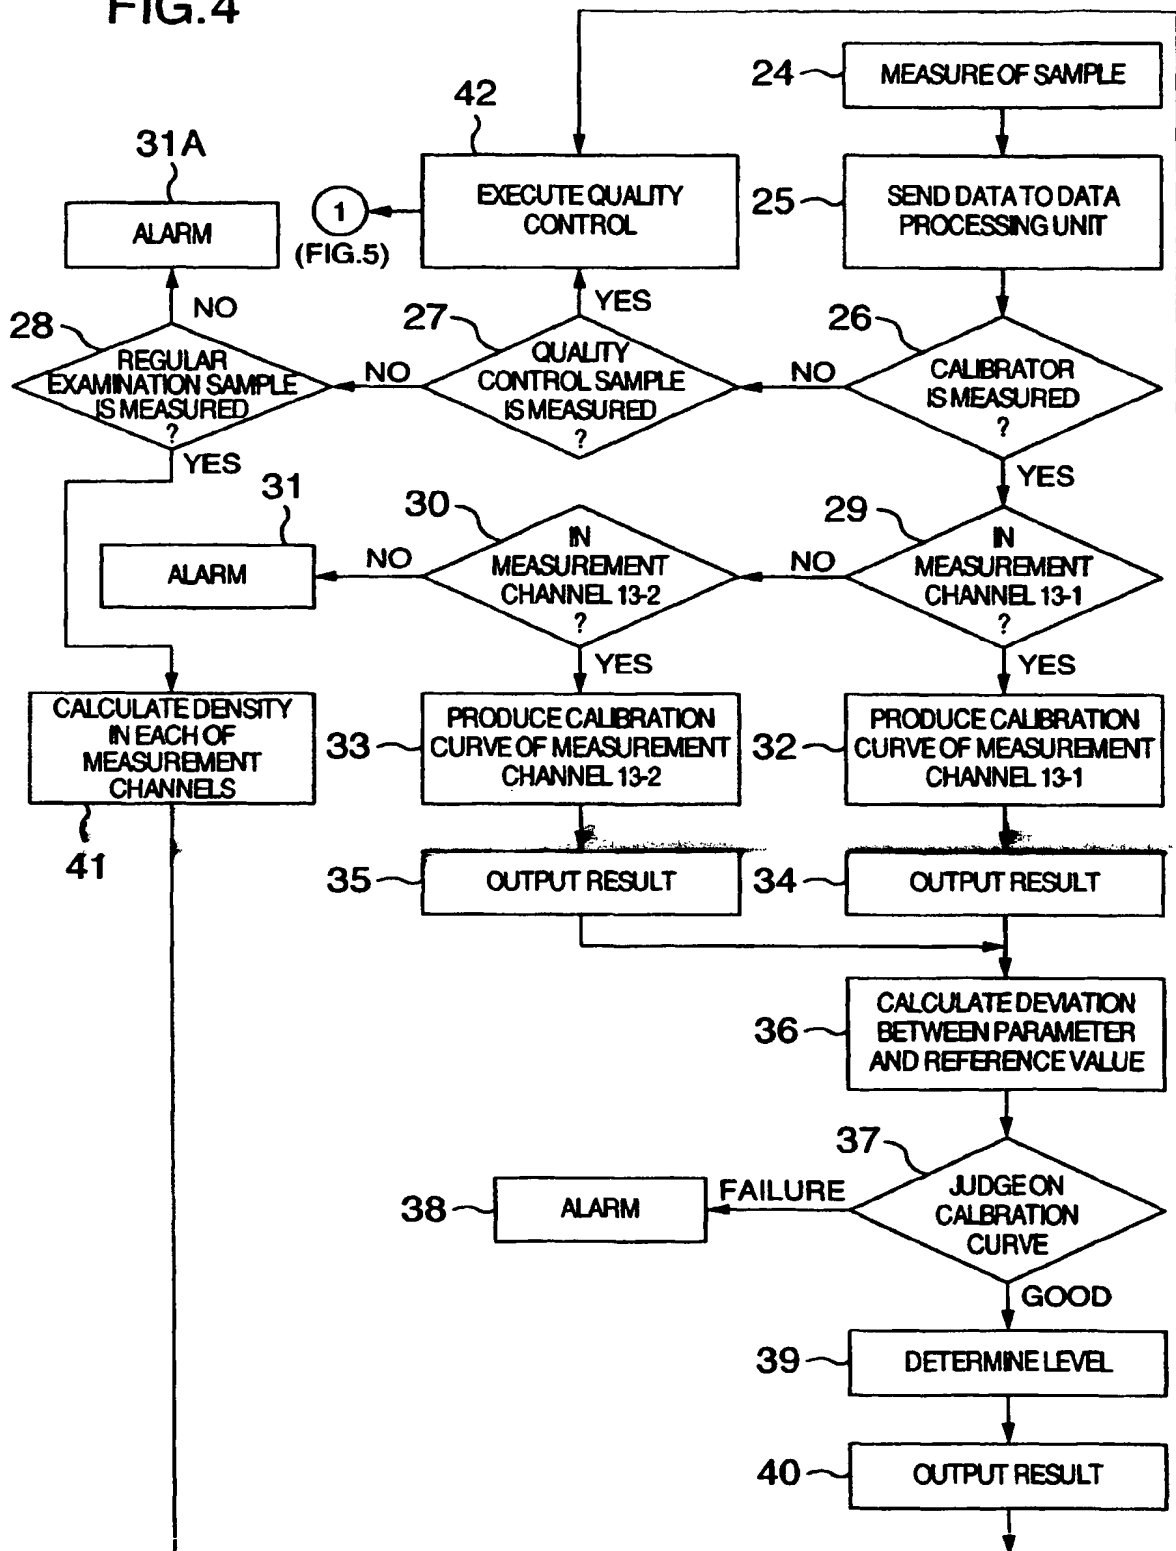 FIG.4
24
MEASURE OF SAMPLE
42
31A
EXECUTE QUALITY
CONTROL
1
(FIG.5)
25
SEND DATA TO DATA
PROCESSING UNIT
ALARM
NO
YES
28
REGULAR
EXAMINATION SAMPLE
IS MEASURED
?
NO
27
QUALITY
CONTROL SAMPLE
IS MEASURED
?
NO
26
CALIBRATOR
IS MEASURED
?
YES
YES
31
ALARM
NO
30
IN
MEASUREMENT
CHANNEL 13-2
?
NO
29
IN
MEASUREMENT
CHANNEL 13-1
?
YES
YES
CALCULATE DENSITY
IN EACH OF
MEASUREMENT
CHANNELS
41
33
PRODUCE CALIBRATION
CURVE OF MEASUREMENT
CHANNEL 13-2
32
PRODUCE CALIBRATION
CURVE OF MEASUREMENT
CHANNEL 13-1
35
OUTPUT RESULT
34
OUTPUT RESULT
36
CALCULATE DEVIATION
BETWEEN PARAMETER
AND REFERENCE VALUE
37
JUDGE ON
CALBRATION
CURVE
FAILURE
38
ALARM
GOOD
39
DETERMINE LEVEL
40
OUTPUT RESULT